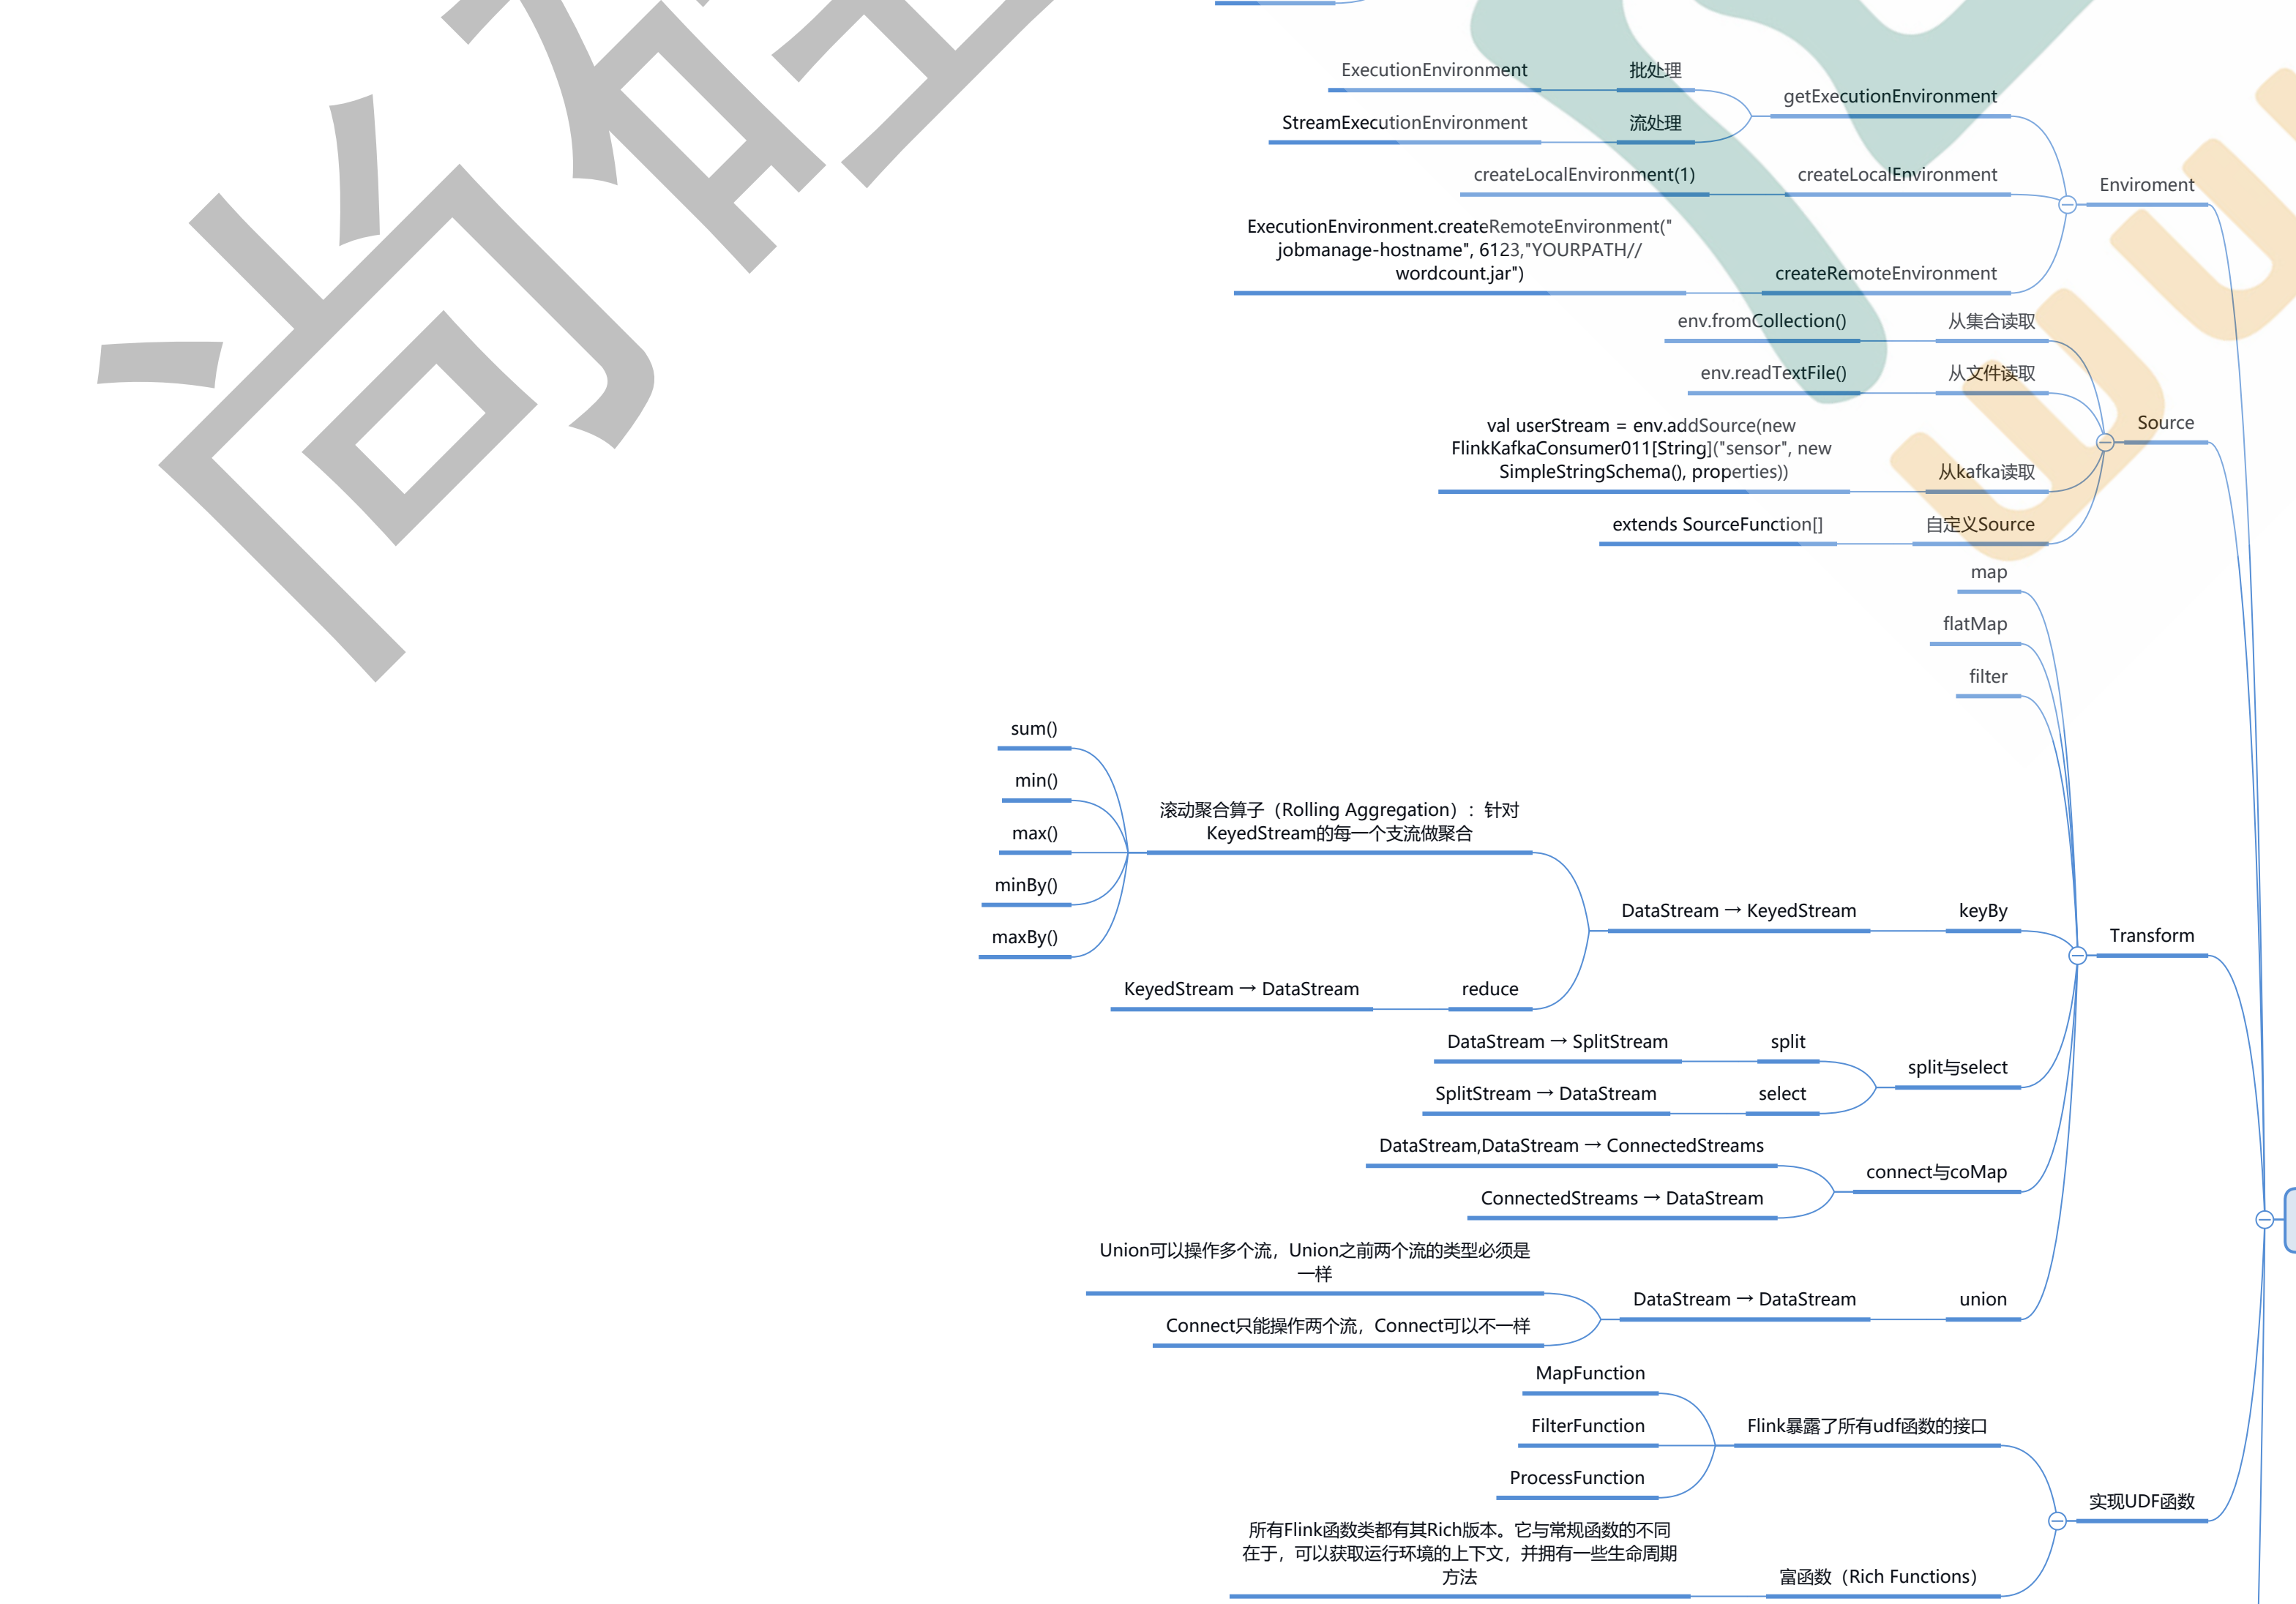 ExecutionEnvironment
批处理
getExecutionEnvironment
StreamExecutionEnvironment
流处理
createLocalEnvironment(1)
createLocalEnvironment
Enviroment
ExecutionEnvironment.createRemoteEnvironment("
jobmanage-hostname", 6123,"YOURPATH//
wordcount.jar")
createRemoteEnvironment
env.fromCollection()
从集合读取
env.readTextFile()
从文件读取
Source
val userStream = env.addSource(new
FlinkKafkaConsumer011[String]("sensor", new
SimpleStringSchema(), properties))
从kafka读取
extends SourceFunction[]
自定义Source
map
flatMap
filter
sum()
min()
max()
minBy()
maxBy()
滚动聚合算子（Rolling Aggregation）：针对
KeyedStream的每一个支流做聚合
DataStream → KeyedStream
keyBy
Transform
KeyedStream → DataStream
reduce
DataStream → SplitStream
split
split与select
SplitStream → DataStream
select
DataStream,DataStream → ConnectedStreams
connect与coMap
ConnectedStreams → DataStream
Union可以操作多个流，Union之前两个流的类型必须是
一样
DataStream → DataStream
union
Connect只能操作两个流，Connect可以不一样
MapFunction
FilterFunction
Flink暴露了所有udf函数的接口
ProcessFunction
实现UDF函数
所有Flink函数类都有其Rich版本。它与常规函数的不同
在于，可以获取运行环境的上下文，并拥有一些生命周期
方法
富函数（Rich Functions）
尚